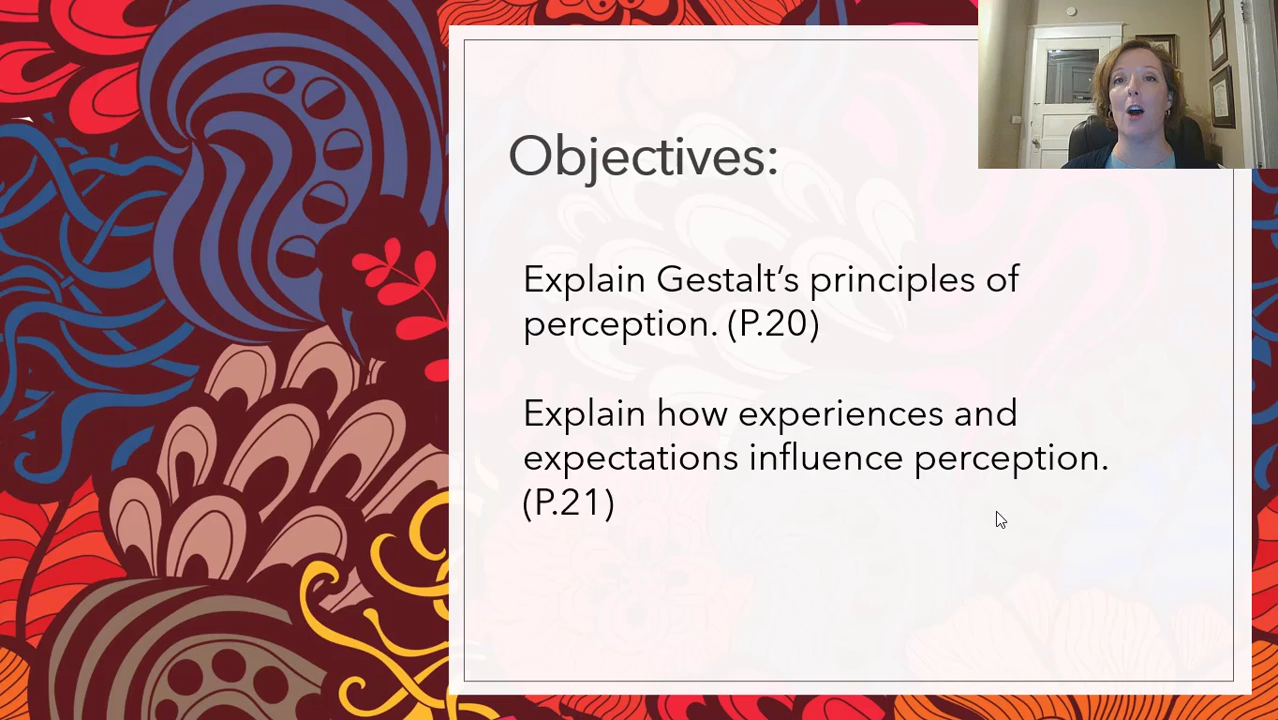 Objectives:
Explain Gestalt’s principles of
perception. (P.20)
Explain how experiences and
expectations influence perception.
(P.21)